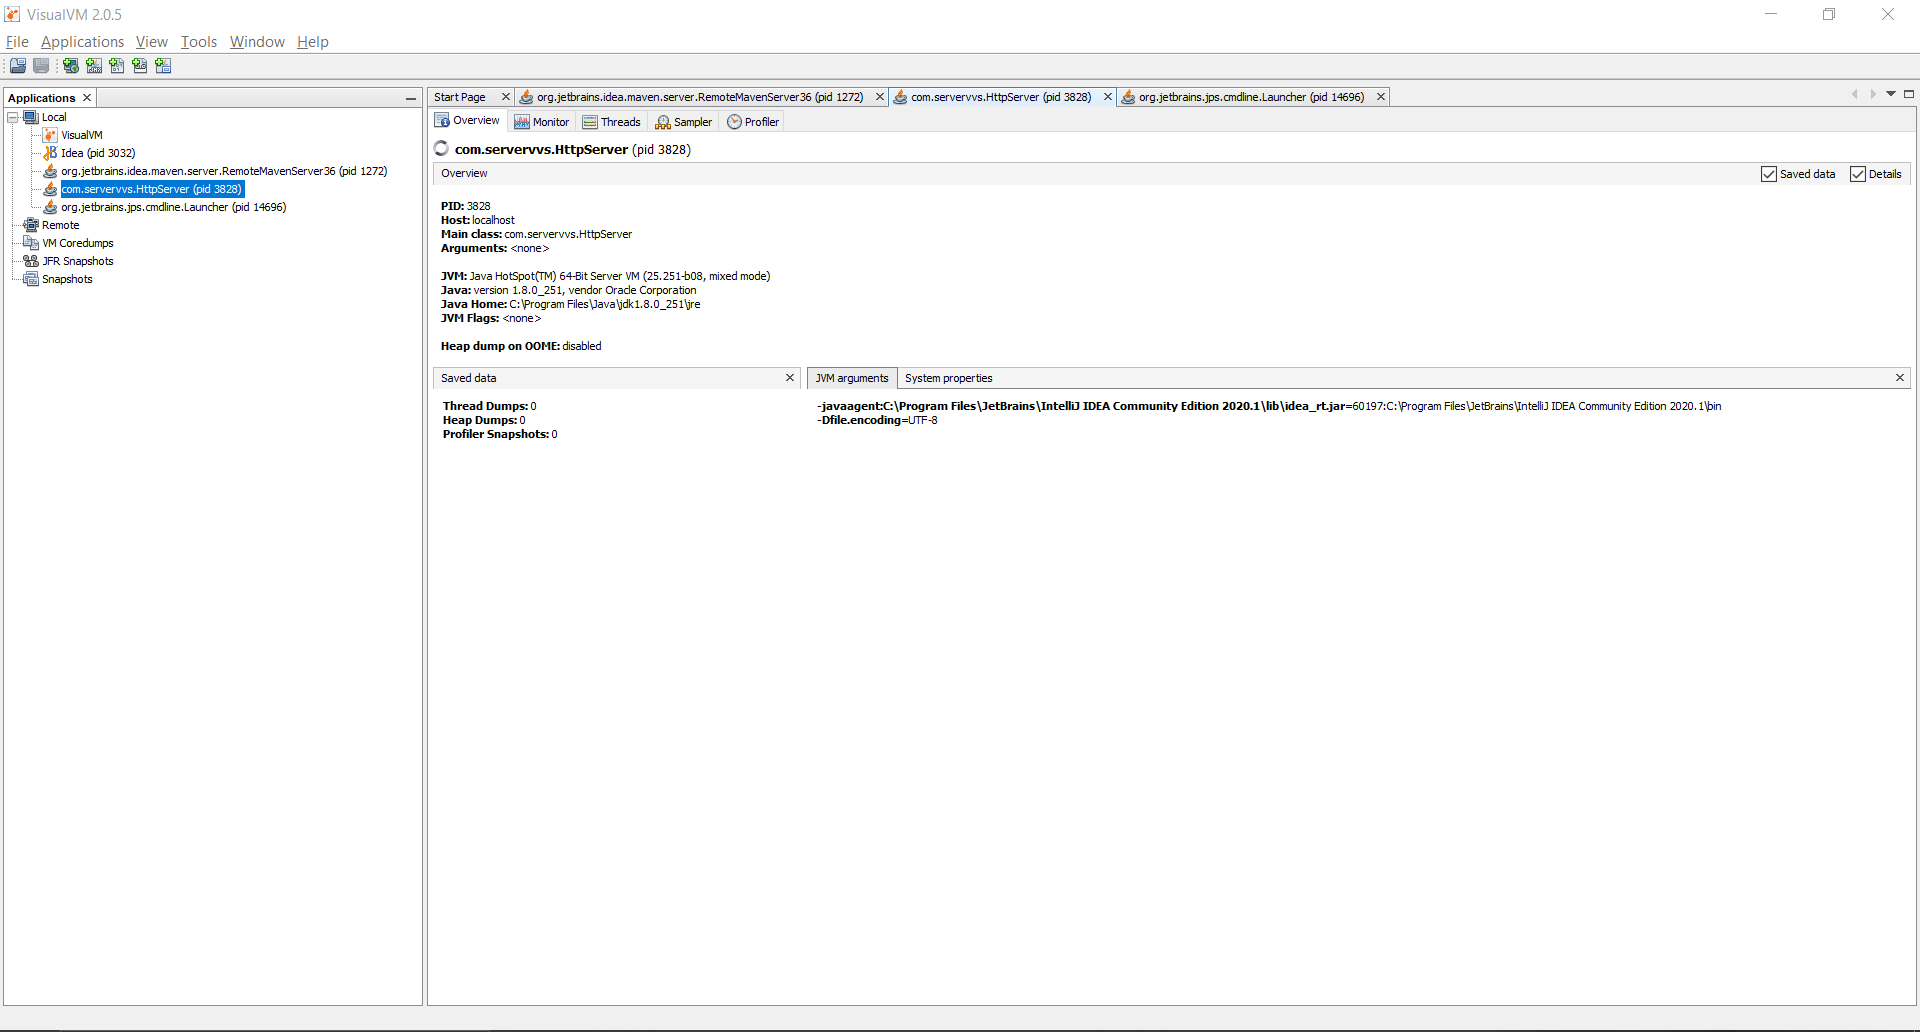 VisualVM 2.0.5
File Applications View Tools Window Help
Applications
Local
VisualVM
Idea (pid 3032)
org.jetbrains.idea.maven.server.RemoteMavenServer36 (pid 1272)
com.servervvs.HttpServer (pid 3828)
org.jetbrains.jps.cmdline.Launcher (pid 14696)
Remote
VM Coredumps
JFR Snapshots
Snapshots
Start Page org.jetbrains.idea.maven.server.RemoteMavenServer36 (pid 1272) com.servervvs.HttpServer (pid 3828) org.jetbrains.jps.cmdline.Launcher (pid 14696)
Overview Monitor Threads Sampler Profiler
com.servervvs.HttpServer (pid 3828)
Overview Saved data Details
PID: 3828
Host: localhost
Main class: com.servervvs.HttpServer
Arguments: <none>
JVM: Java HotSpot(TM) 64-Bit Server VM (25.251-b08, mixed mode)
Java: version 1.8.0_251, vendor Oracle Corporation
Java Home: C:\Program Files\Java\jdk1.8.0_251\jre
JVM Flags: <none>
Heap dump on OOME: disabled
Saved data
Thread Dumps: 0
Heap Dumps: 0
Profiler Snapshots: 0
JVM arguments System properties
-javaagent:C:\Program Files\JetBrains\IntelliJ IDEA Community Edition 2020.1\lib\idea_rt.jar=60197:C:\Program Files\JetBrains\IntelliJ IDEA Community Edition 2020.1\bin
-Dfile.encoding=UTF-8